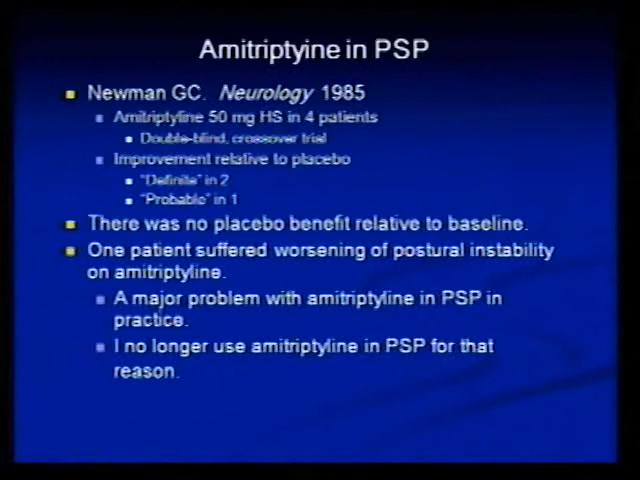 Amitriptyine in PSP
Newman GC. Neurology 1985
Amitriptyline 50 mg HS in 4 patients
Double-blind, crossover trial
Improvement relative to placebo
"Definite" in 2
"Probable" in 1
There was no placebo benefit relative to baseline.
One patient suffered worsening of postural instability
on amitriptyline.
A major problem with amitriptyline in PSP in
practice.
I no longer use amitriptyline in PSP for that
reason.